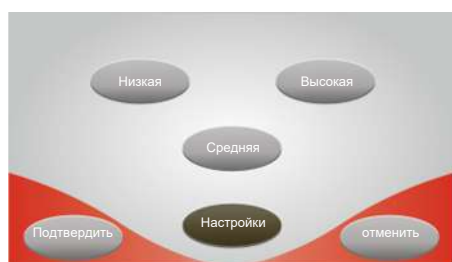 Низкая
Высокая
Средняя
Настройки
Подтвердить
отменить